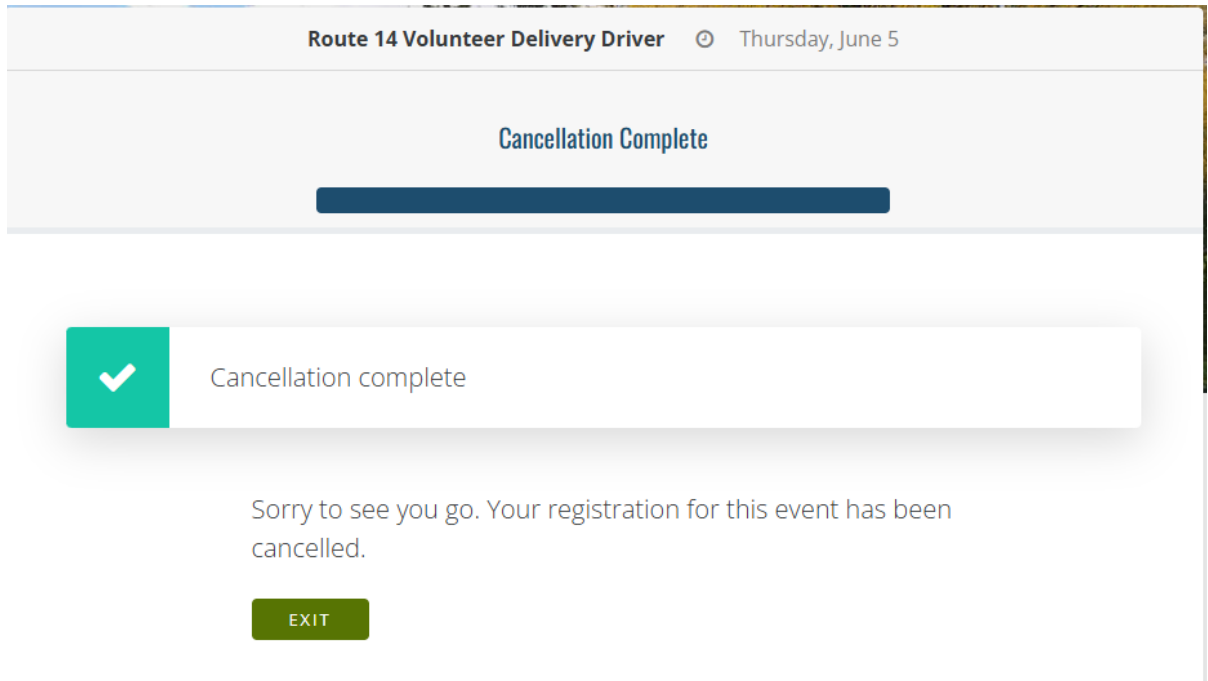 Route 14 Volunteer Delivery Driver Thursday, June 5
Cancellation Complete
Cancellation complete
Sorry to see you go. Your registration for this event has been
cancelled.
EXIT